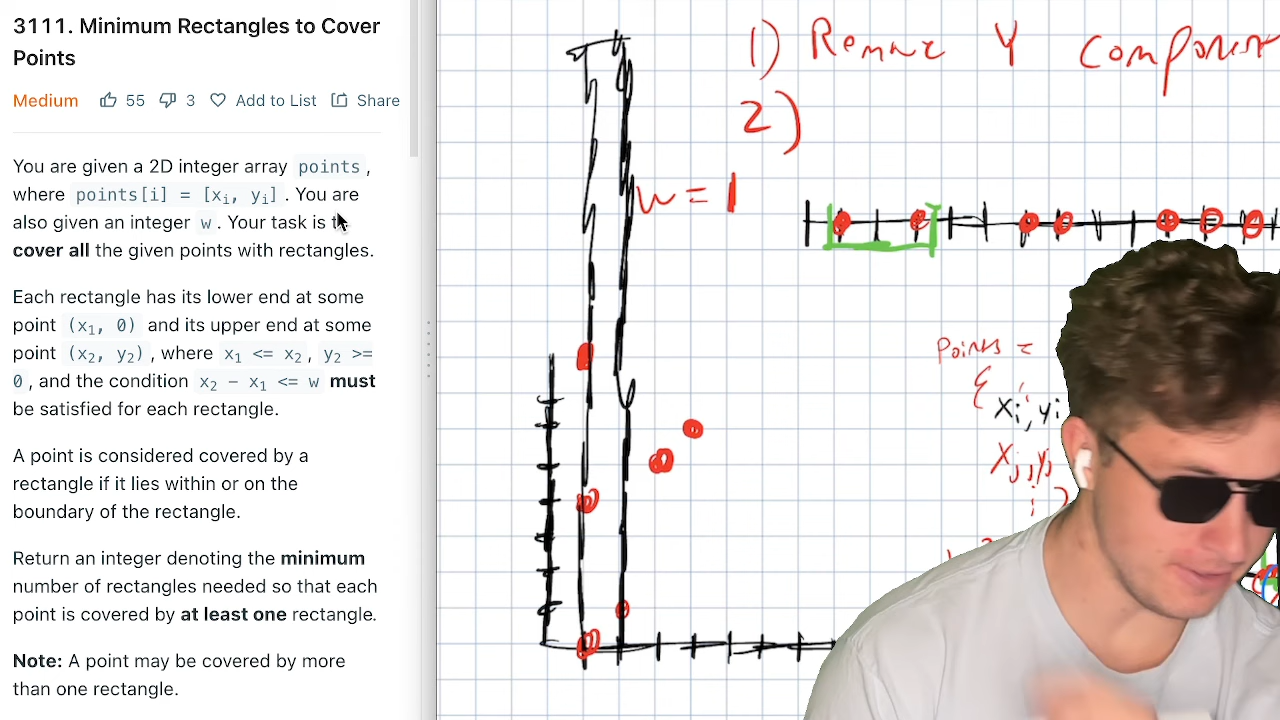 3111. Minimum Rectangles to Cover
Points
Medium 55 3 Add to List Share
You are given a 2D integer array points,
where points[i] = [xi, yi]. You are
also given an integer w. Your task is t
cover all the given points with rectangles.
Each rectangle has its lower end at some
point (x1, 0) and its upper end at some
point (x2, y2), where x1 <= x2, y2 >=
0, and the condition x2 - x1 <= w must
be satisfied for each rectangle.
A point is considered covered by a
rectangle if it lies within or on the
boundary of the rectangle.
Return an integer denoting the minimum
number of rectangles needed so that each
point is covered by at least one rectangle.
Note: A point may be covered by more
than one rectangle.
1) Remove Y Component
2)
w = 1
Points =
{ xi, yi
xj, yj